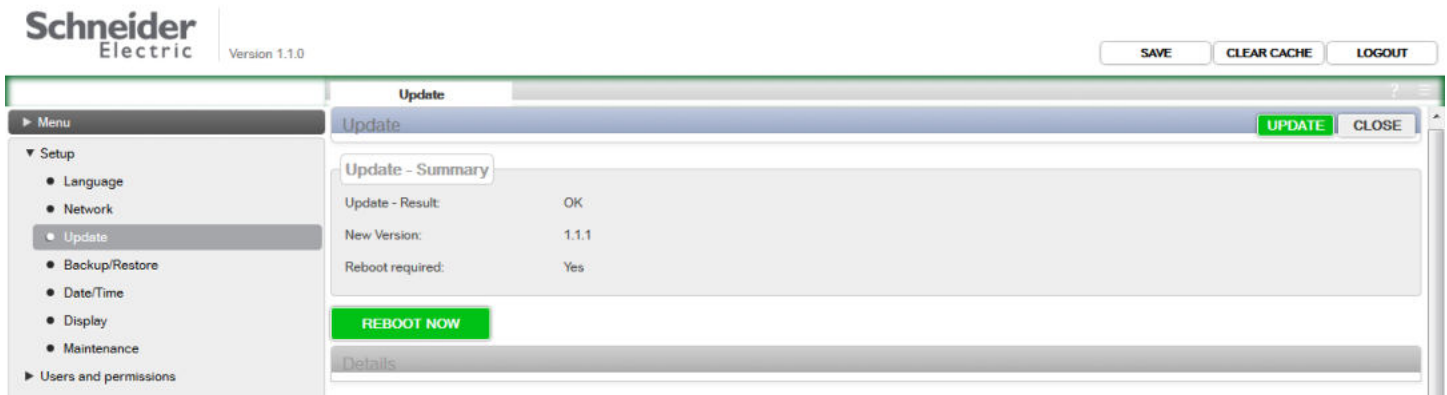 Schneider
Electric
Version 1.1.0
SAVE CLEAR CACHE LOGOUT
Update
? 
Menu
Update
UPDATE CLOSE
Setup
Language
Network
Update
Backup/Restore
Date/Time
Display
Maintenance
Users and permissions
Update - Summary
Update - Result: OK
New Version: 1.1.1
Reboot required: Yes
REBOOT NOW
Details